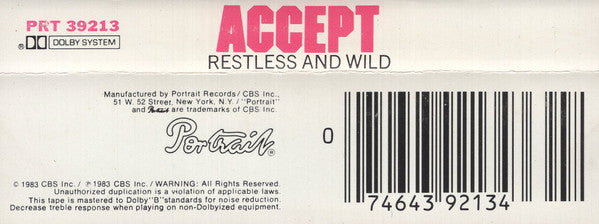 PRT 39213
ACCEPT
®DOLBY SYSTEM
RESTLESS AND WILD
Manufactured by Portrait Records / CBS Inc.,
51 W. 52 Street, New York, N.Y. / "Portrait"
and Portrait are trademarks of CBS Inc.
Portrait®
© 1983 CBS Inc. / ℗ 1983 CBS Inc. / WARNING: All Rights Reserved.
Unauthorized duplication is a violation of applicable laws.
This tape is mastered to Dolby "B" standards for noise reduction.
Decrease treble response when playing on non-Dolbyized equipment.
0 74643 92134